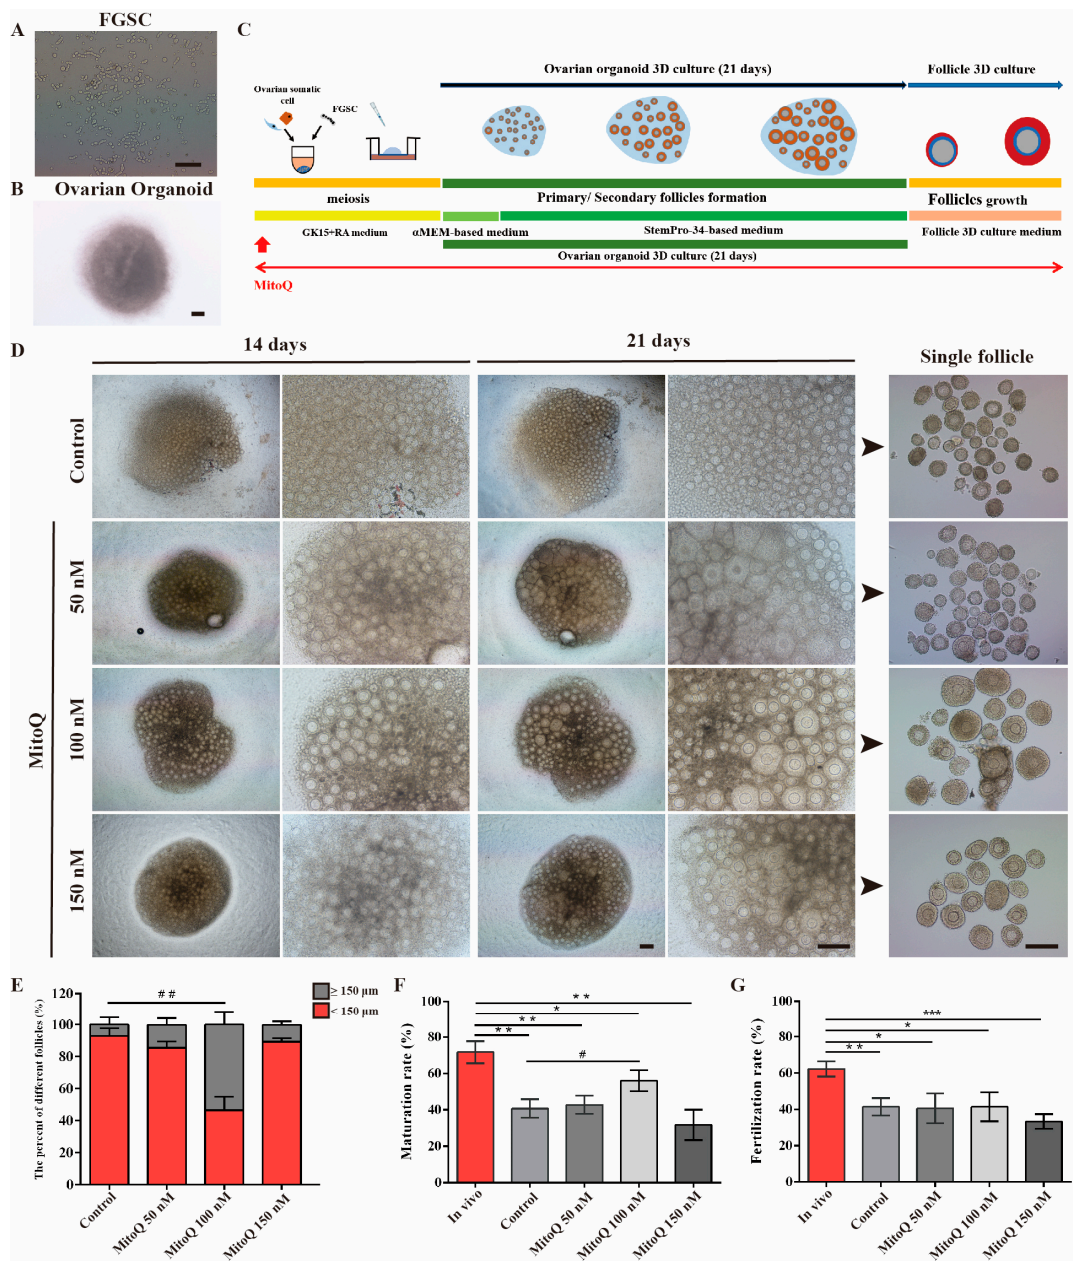 A
FGSC
B
Ovarian Organoid
C
Ovarian organoid 3D culture (21 days)
Follicle 3D culture
Ovarian somatic
cell
FGSC
meiosis
Primary/ Secondary follicles formation
Follicles growth
GK15+RA medium
αMEM-based medium
StemPro-34-based medium
Follicle 3D culture medium
Ovarian organoid 3D culture (21 days)
MitoQ
D
14 days
21 days
Single follicle
Control
MitoQ
50 nM
100 nM
150 nM
E
The percent of different follicles (%)
120
100
80
60
40
20
0
# #
≥ 150 μm
< 150 μm
Control
MitoQ 50 nM
MitoQ 100 nM
MitoQ 150 nM
F
Maturation rate (%)
100
80
60
40
20
0
* *
*
* *
* *
#
In vivo
Control
MitoQ 50 nM
MitoQ 100 nM
MitoQ 150 nM
G
Fertilization rate (%)
100
80
60
40
20
0
***
*
*
* *
In vivo
Control
MitoQ 50 nM
MitoQ 100 nM
MitoQ 150 nM